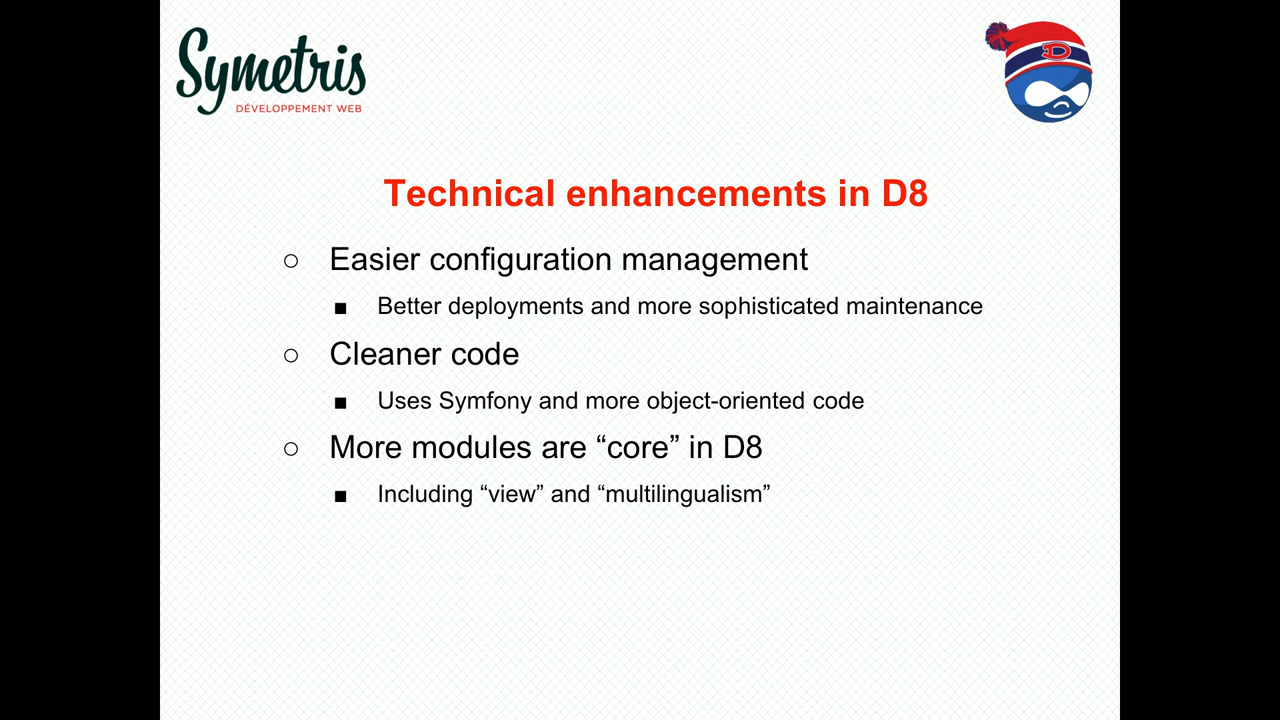 Symetris
DÉVELOPPEMENT WEB
D
Technical enhancements in D8
○ Easier configuration management
■ Better deployments and more sophisticated maintenance
○ Cleaner code
■ Uses Symfony and more object-oriented code
○ More modules are “core” in D8
■ Including “view” and “multilingualism”